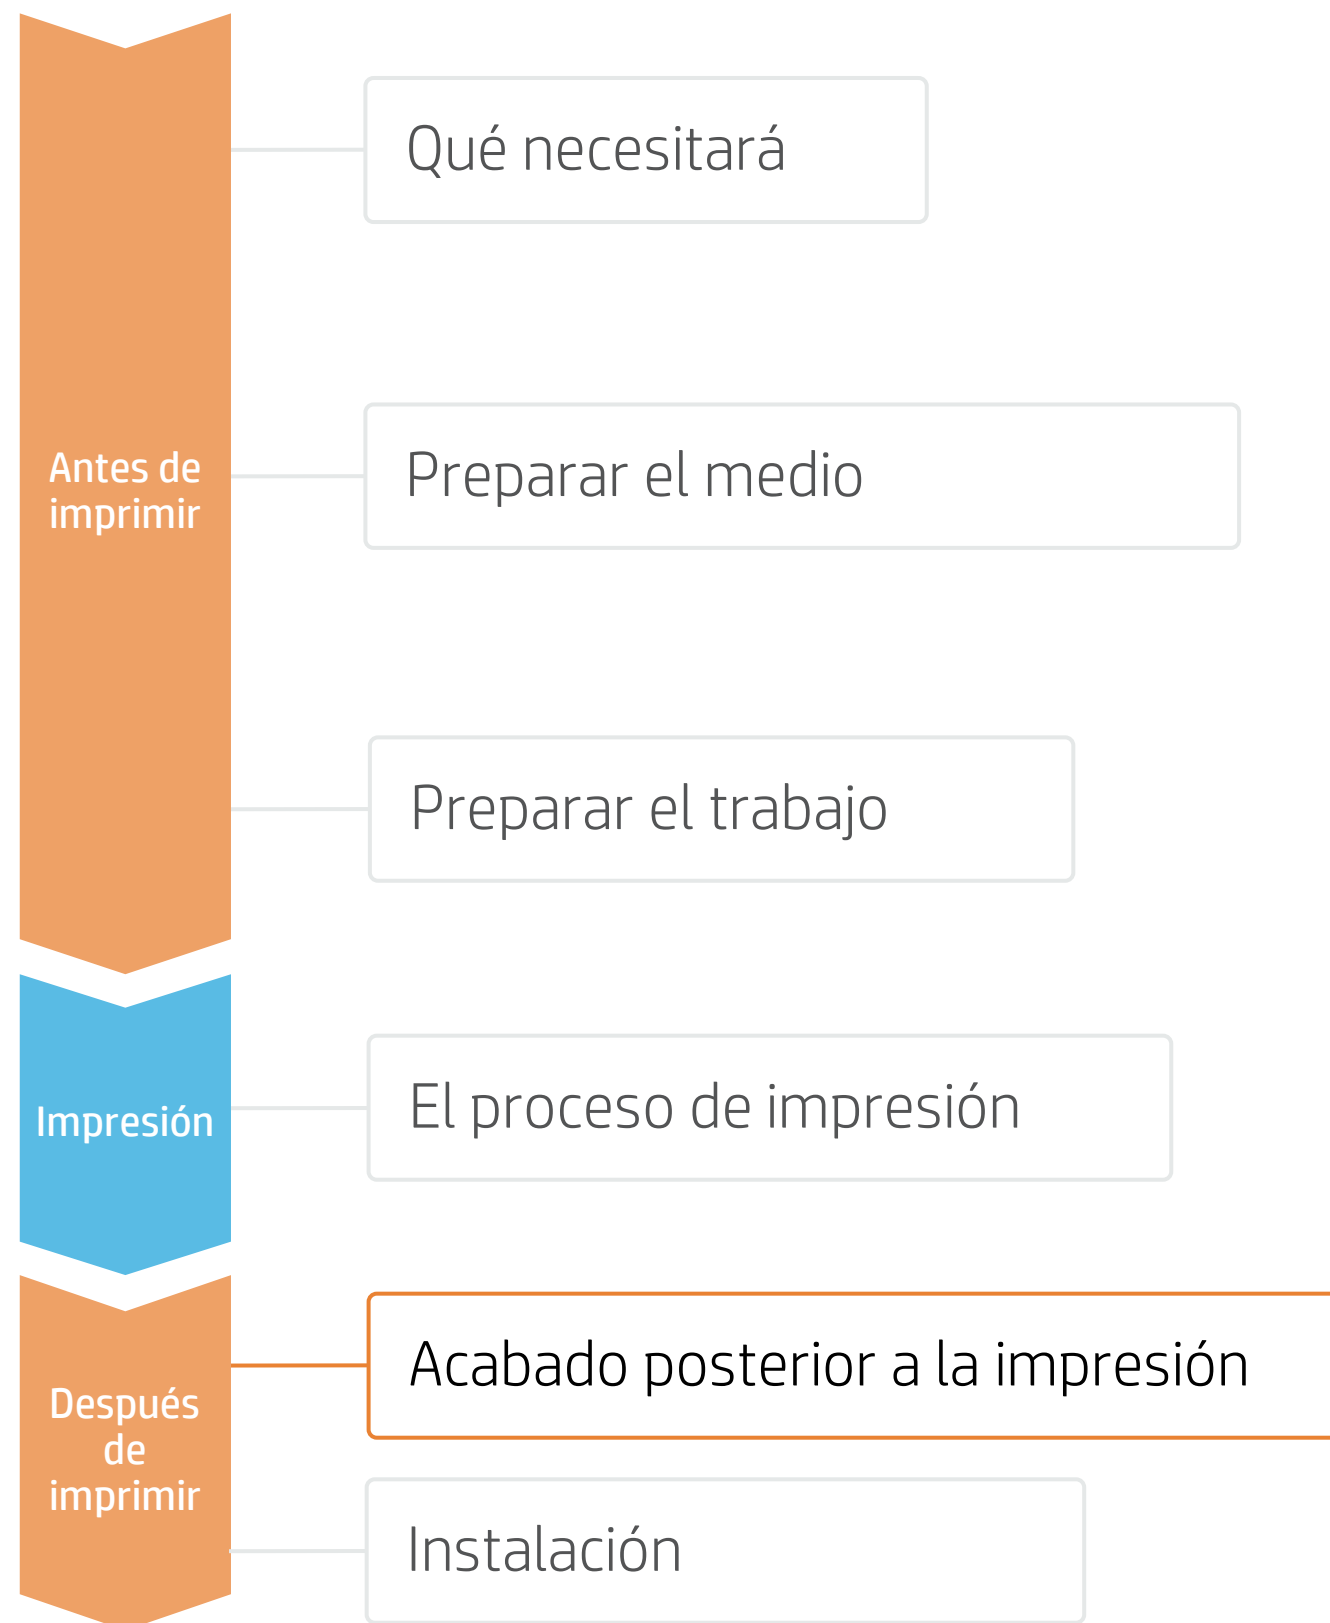 Qué necesitará
Antes de
imprimir
Preparar el medio
Preparar el trabajo
Impresión
El proceso de impresión
Después
de
imprimir
Acabado posterior a la impresión
Instalación